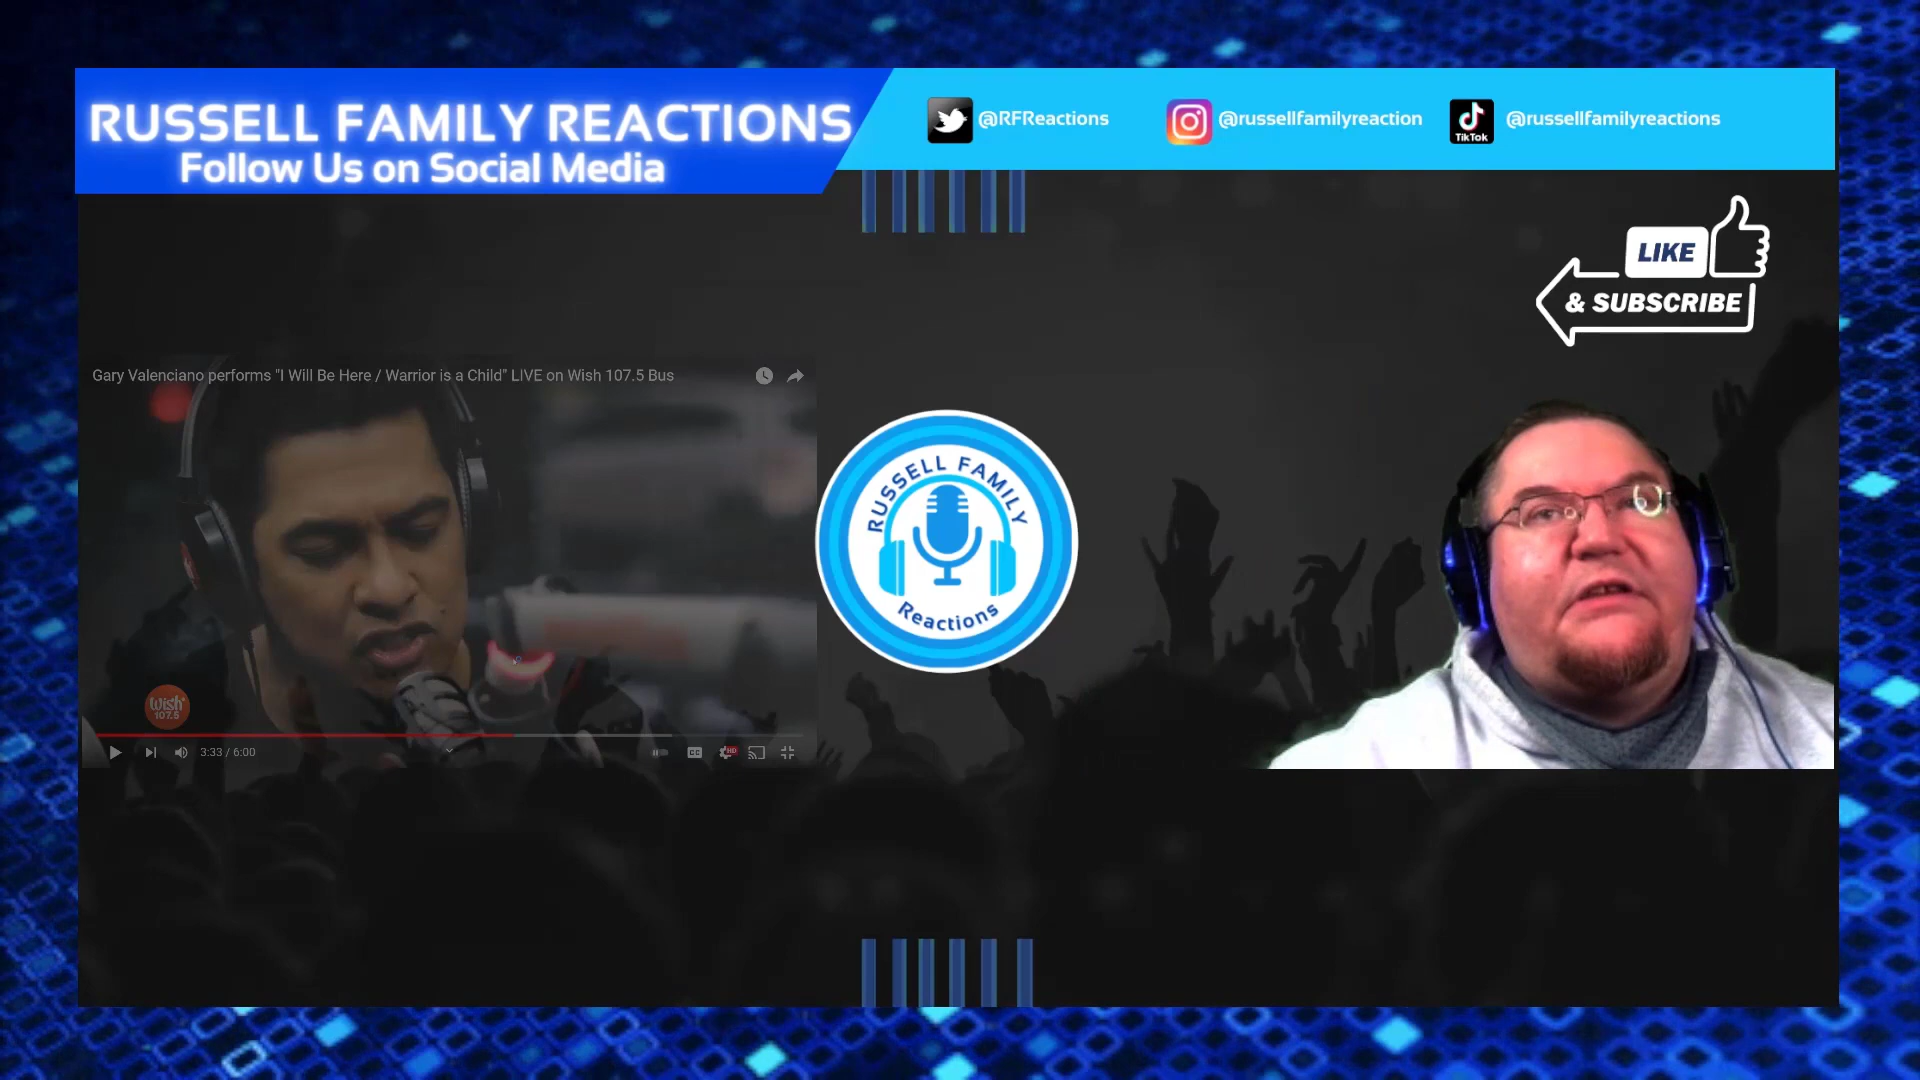 RUSSELL FAMILY REACTIONS
Follow Us on Social Media
@RFReactions
@russellfamilyreaction
TikTok
@russellfamilyreactions
LIKE
& SUBSCRIBE
Gary Valenciano performs "I Will Be Here / Warrior is a Child" LIVE on Wish 107.5 Bus
RUSSELL FAMILY
Reactions
Wish
107.5
3:33 / 6:00
CC
HD